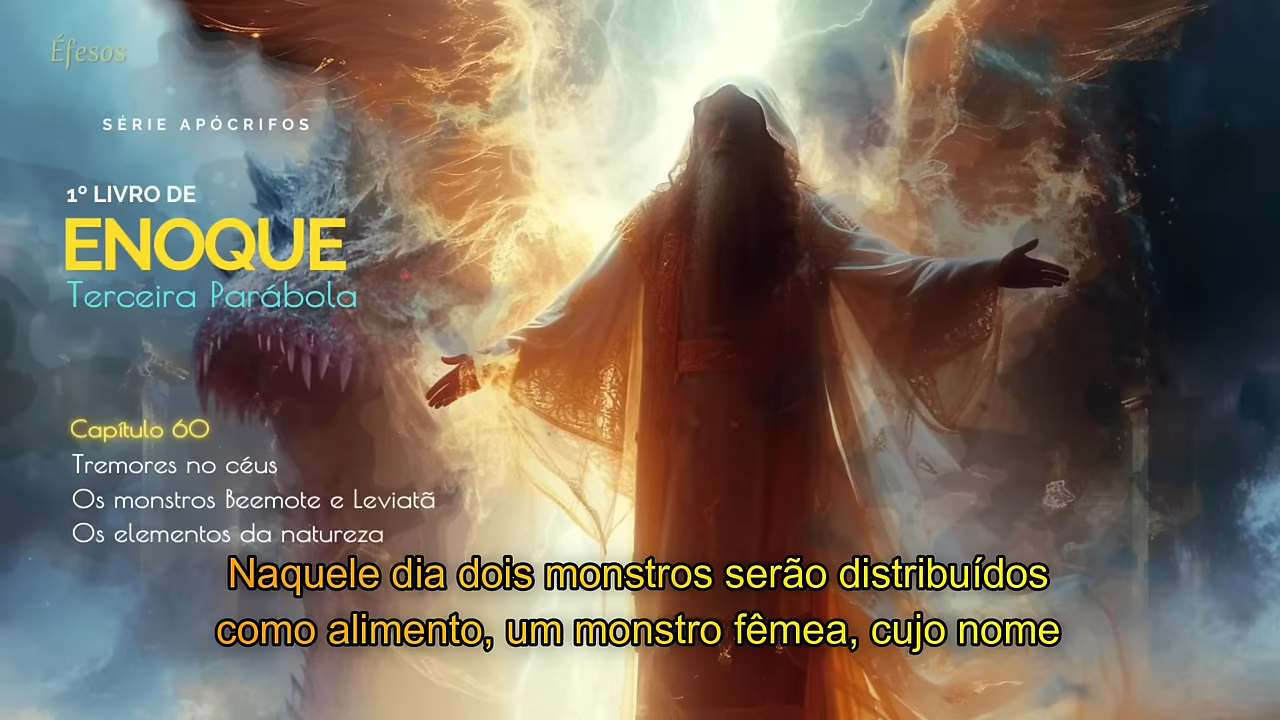 Éfesos
SÉRIE APÓCRIFOS
1º LIVRO DE
ENOQUE
Terceira Parábola
Capítulo 60
Tremores no céus
Os monstros Beemote e Leviatã
Os elementos da natureza
Naquele dia dois monstros serão distribuídos
como alimento, um monstro fêmea, cujo nome